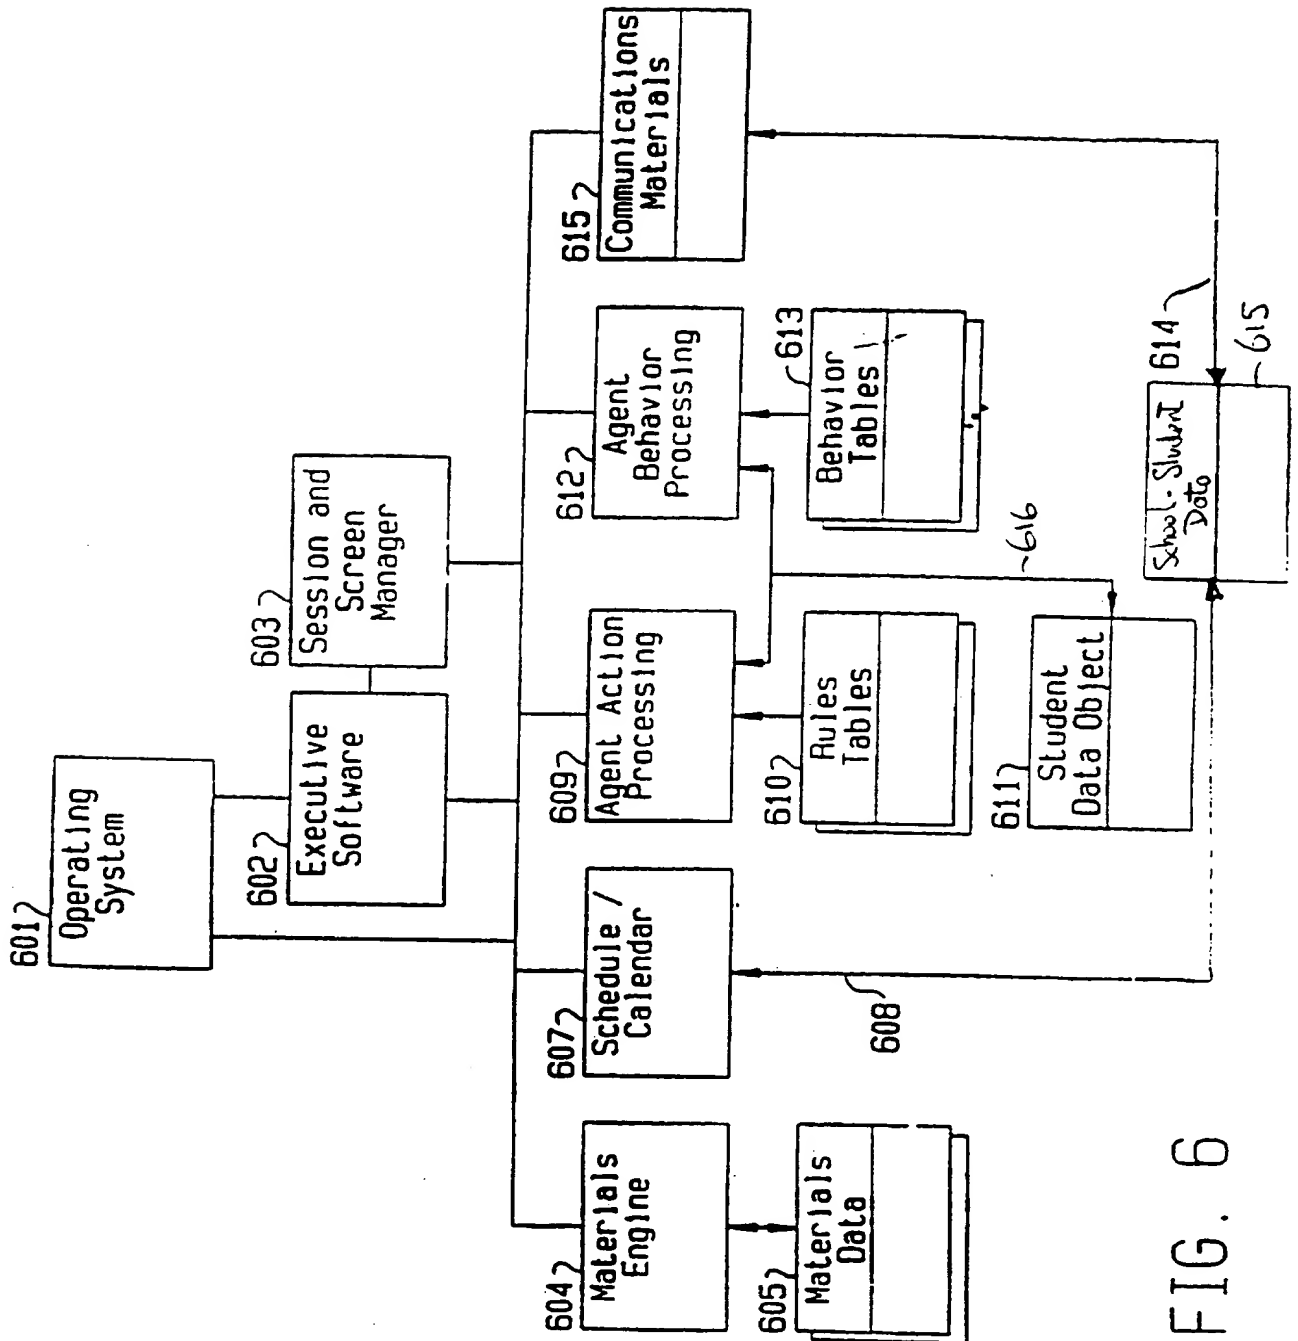 601
Operating
System
602
Executive
Software
603
Session and
Screen
Manager
604
Materials
Engine
605
Materials
Data
607
Schedule /
Calendar
608
609
Agent Action
Processing
610
Rules
Tables
611
Student
Data Object
612
Agent
Behavior
Processing
613
Behavior
Tables
615
Communications
Materials
614
School-Student
Data
615
616
FIG. 6